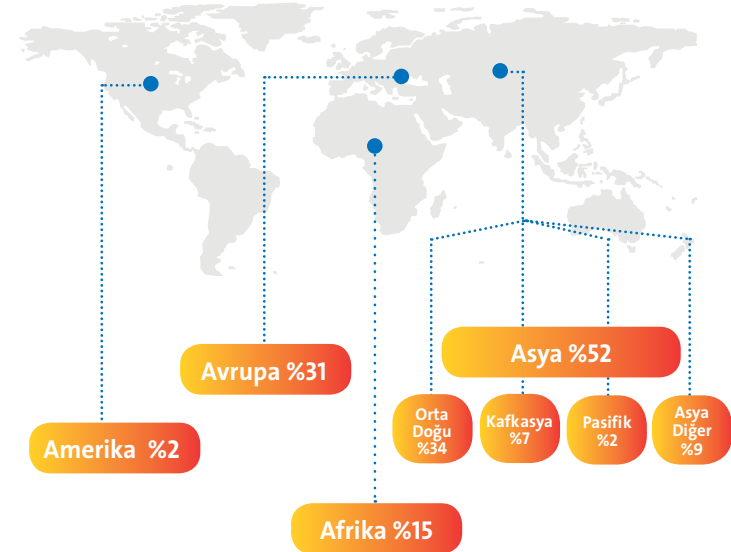 Asya %52
Avrupa %31
Orta
Doğu
%34
Kafkasya
%7
Pasifik
%2
Asya
Diğer
%9
Amerika %2
Afrika %15